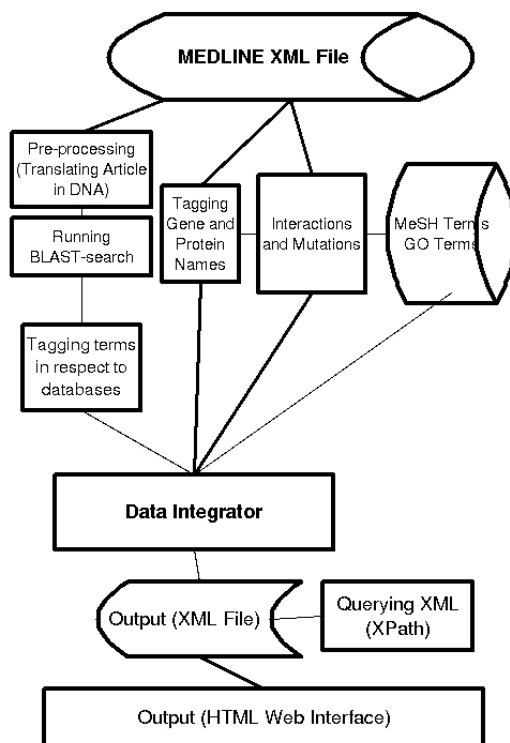 MEDLINE XML File
Pre-processing
(Translating Article
in DNA)
Running
BLAST-search
Tagging terms
in respect to
databases
Tagging
Gene and
Protein
Names
Interactions
and Mutations
MeSH Terms
GO Terms
Data Integrator
Output (XML File)
Querying XML
(XPath)
Output (HTML Web Interface)